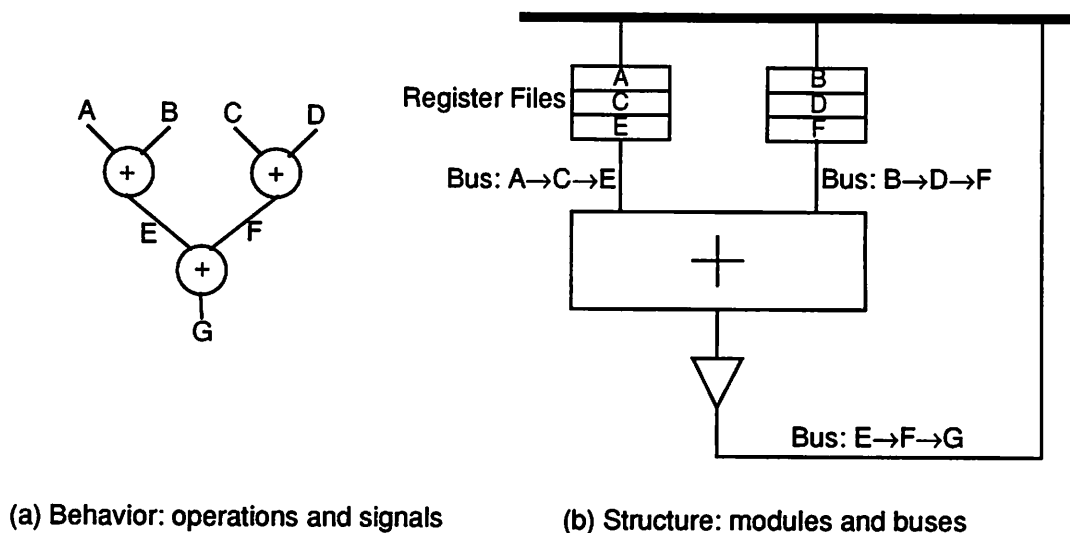 A B C D
+ +
E F
+
G
(a) Behavior: operations and signals
Register Files
A
C
E
B
D
F
Bus: A→C→E
Bus: B→D→F
+
Bus: E→F→G
(b) Structure: modules and buses